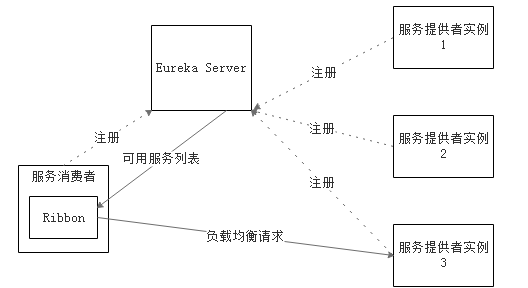 服务提供者实例
1
Eureka Server
注册
服务提供者实例
2
注册
注册
可用服务列表
注册
服务消费者
Ribbon
负载均衡请求
服务提供者实例
3